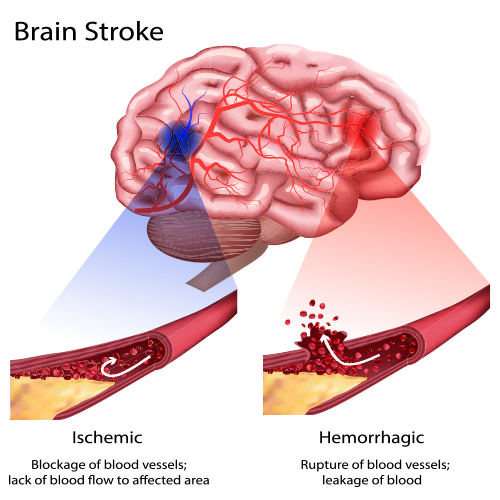 Brain Stroke
Ischemic
Blockage of blood vessels;
lack of blood flow to affected area
Hemorrhagic
Rupture of blood vessels;
leakage of blood